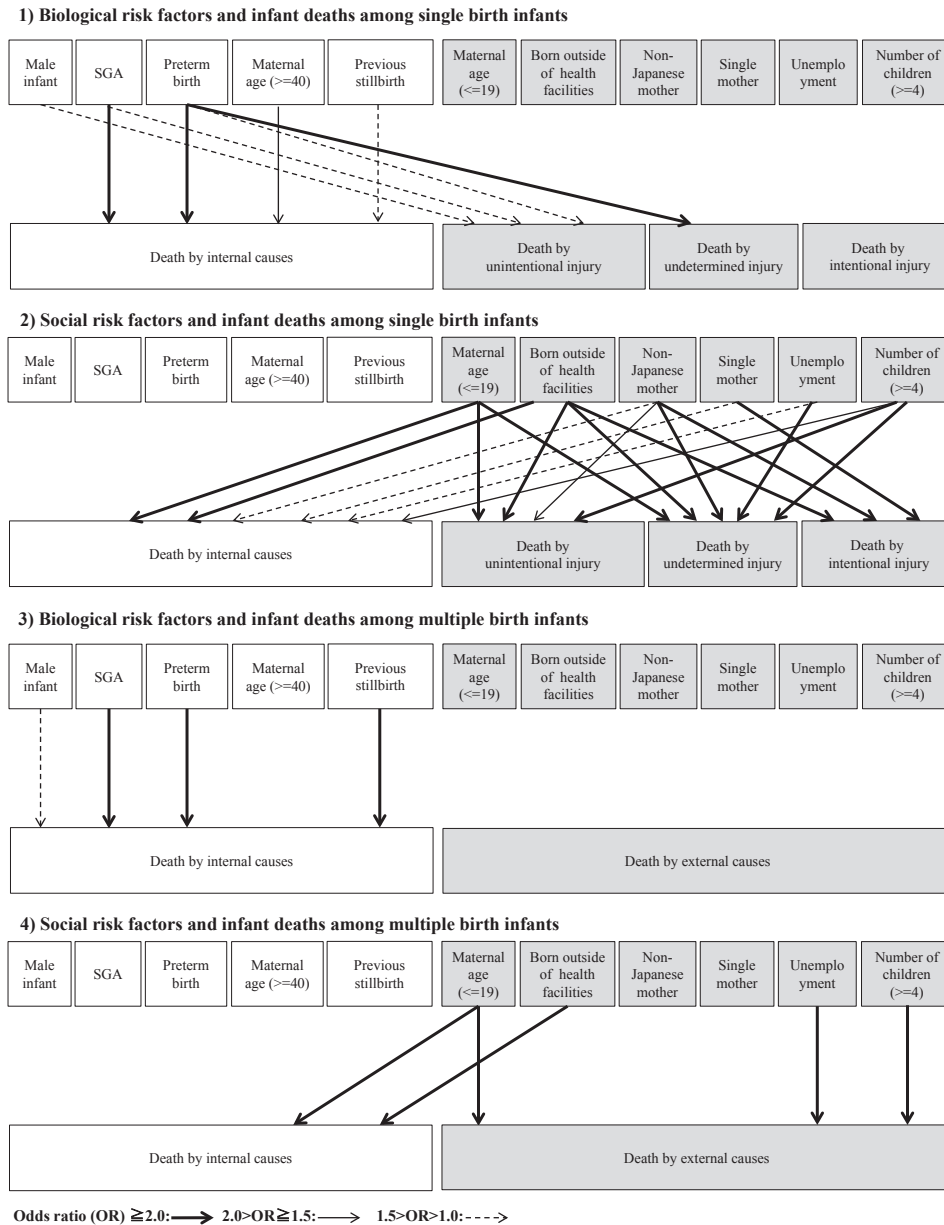 1) Biological risk factors and infant deaths among single birth infants
Male
infant
SGA
Preterm
birth
Maternal
age (>=40)
Previous
stillbirth
Maternal
age
(<=19)
Born outside
of health
facilities
Non-
Japanese
mother
Single
mother
Unemplo
yment
Number of
children
(>=4)
Death by internal causes
Death by
unintentional injury
Death by
undetermined injury
Death by
intentional injury
2) Social risk factors and infant deaths among single birth infants
Male
infant
SGA
Preterm
birth
Maternal
age (>=40)
Previous
stillbirth
Maternal
age
(<=19)
Born outside
of health
facilities
Non-
Japanese
mother
Single
mother
Unemplo
yment
Number of
children
(>=4)
Death by internal causes
Death by
unintentional injury
Death by
undetermined injury
Death by
intentional injury
3) Biological risk factors and infant deaths among multiple birth infants
Male
infant
SGA
Preterm
birth
Maternal
age (>=40)
Previous
stillbirth
Maternal
age
(<=19)
Born outside
of health
facilities
Non-
Japanese
mother
Single
mother
Unemplo
yment
Number of
children
(>=4)
Death by internal causes
Death by external causes
4) Social risk factors and infant deaths among multiple birth infants
Male
infant
SGA
Preterm
birth
Maternal
age (>=40)
Previous
stillbirth
Maternal
age
(<=19)
Born outside
of health
facilities
Non-
Japanese
mother
Single
mother
Unemplo
yment
Number of
children
(>=4)
Death by internal causes
Death by external causes
Odds ratio (OR) ≧2.0: 2.0>OR≧1.5: 1.5>OR>1.0: